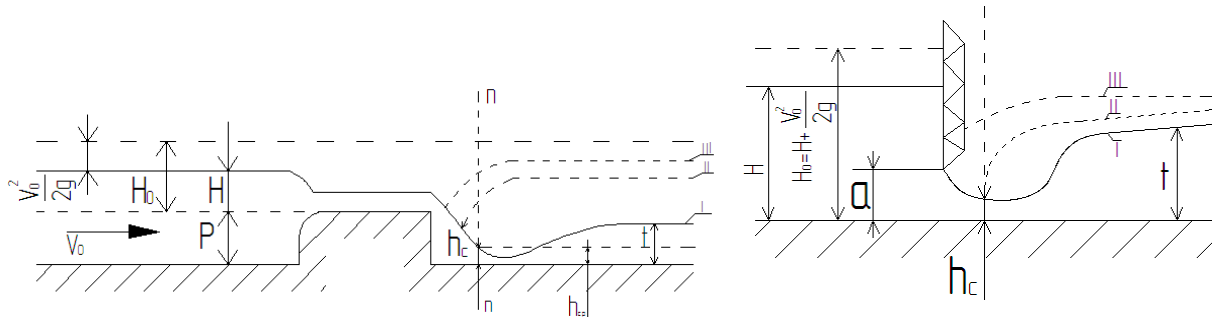 V₀²
2g
H₀
H
V₀
P
n
h_c
n
t
III
II
I
H
H₀=H+V₀²/2g
a
III
II
I
t
h_c